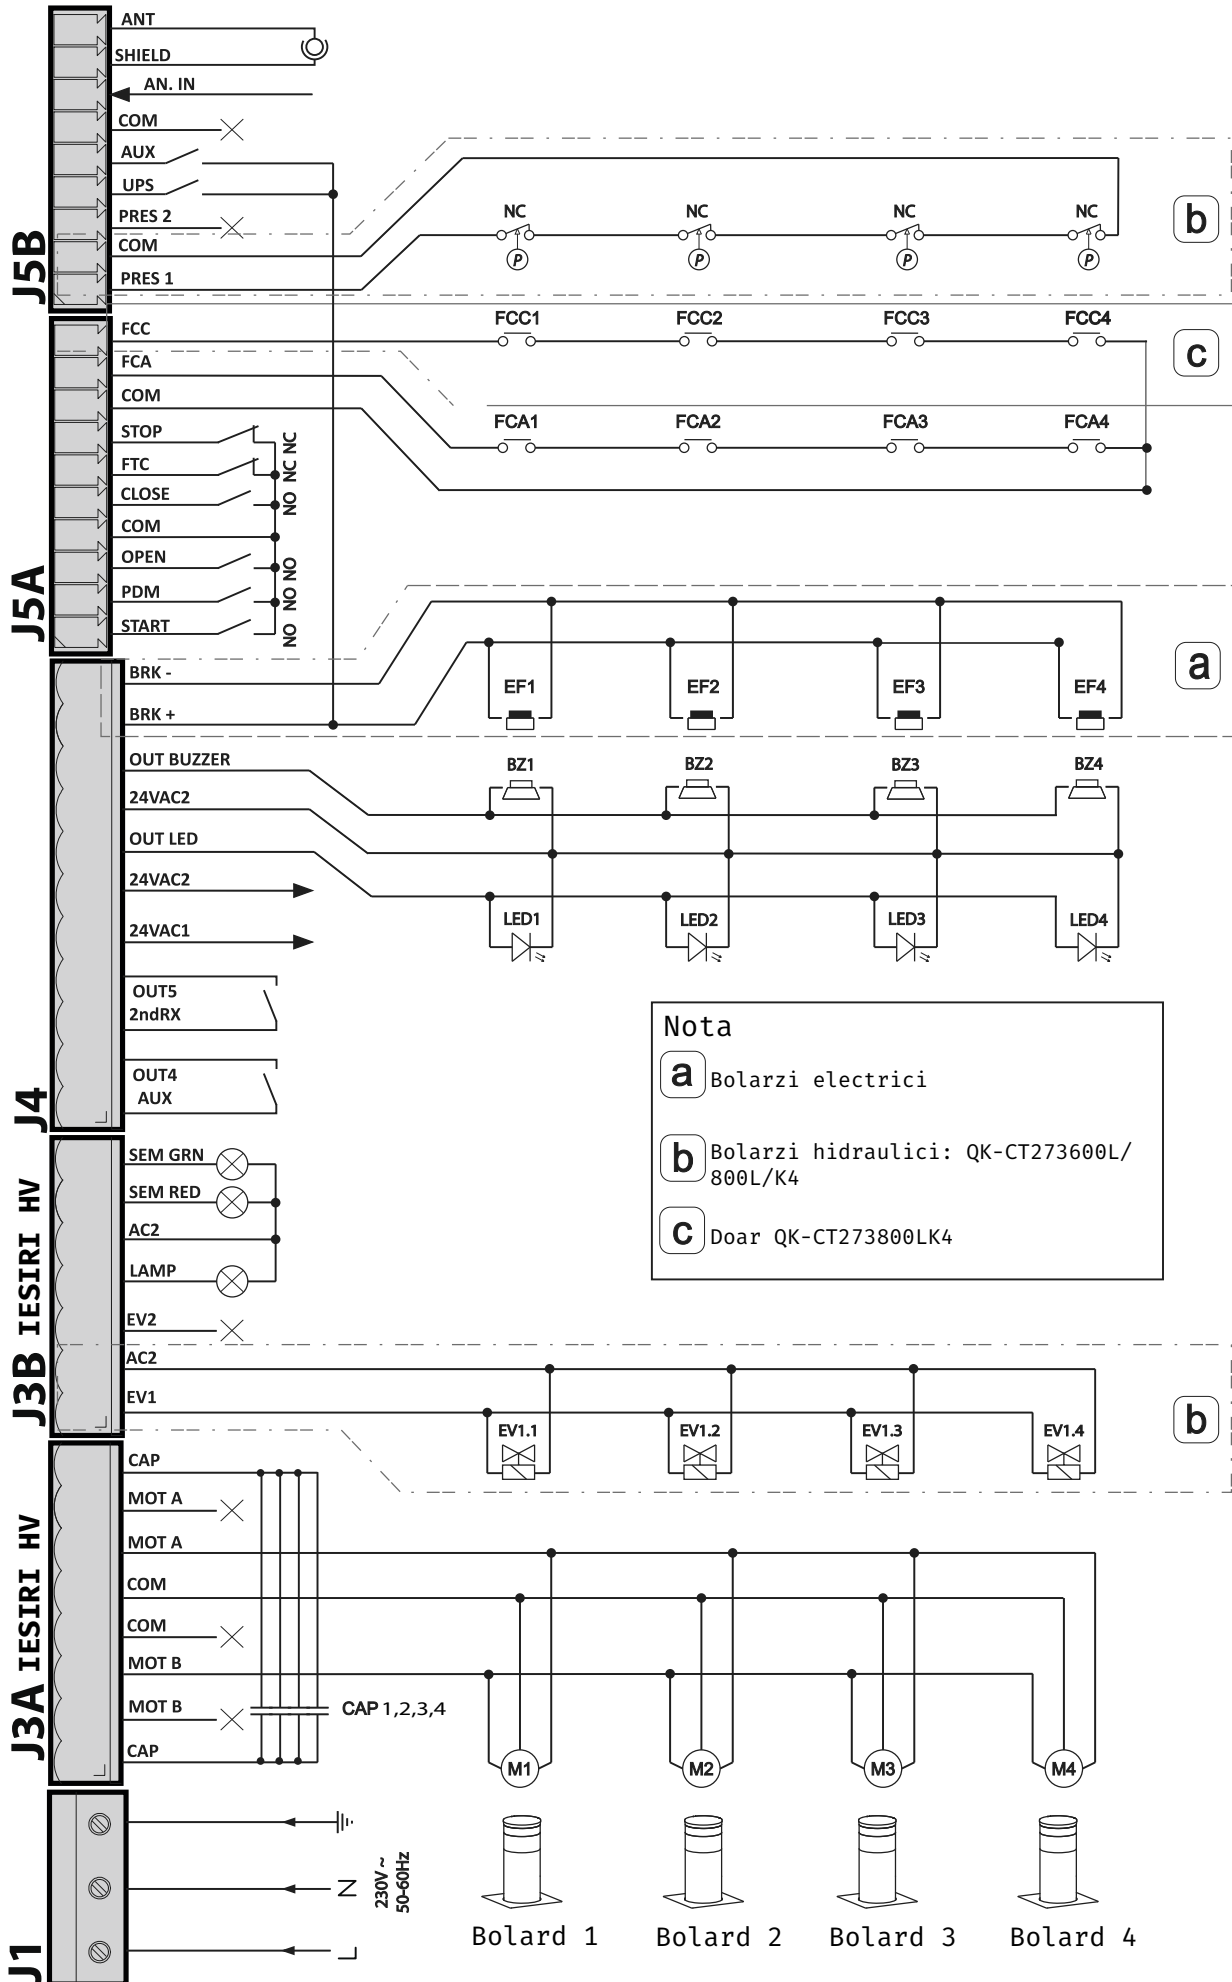 ANT
SHIELD
AN. IN
COM
AUX
UPS
PRES 2
COM
PRES 1
J5B
NC NC NC NC
P P P P
b
FCC
FCA
COM
STOP
FTC
CLOSE
COM
OPEN
PDM
START
J5A
NO NC NC
NO NO NO
FCC1 FCC2 FCC3 FCC4
c
FCA1 FCA2 FCA3 FCA4
BRK -
BRK +
EF1 EF2 EF3 EF4
a
OUT BUZZER
24VAC2
OUT LED
24VAC2
24VAC1
OUT5
2ndRX
OUT4
AUX
J4
BZ1 BZ2 BZ3 BZ4
LED1 LED2 LED3 LED4
Nota
a Bolarzi electrici
b Bolarzi hidraulici: QK-CT273600L/
800L/K4
c Doar QK-CT273800LK4
SEM GRN
SEM RED
AC2
LAMP
EV2
AC2
EV1
J3B IESIRI HV
EV1.1 EV1.2 EV1.3 EV1.4
b
CAP
MOT A
MOT A
COM
COM
MOT B
MOT B
CAP
J3A IESIRI HV
CAP 1,2,3,4
M1 M2 M3 M4
J1
N
L
230V ~
50-60Hz
Bolard 1 Bolard 2 Bolard 3 Bolard 4